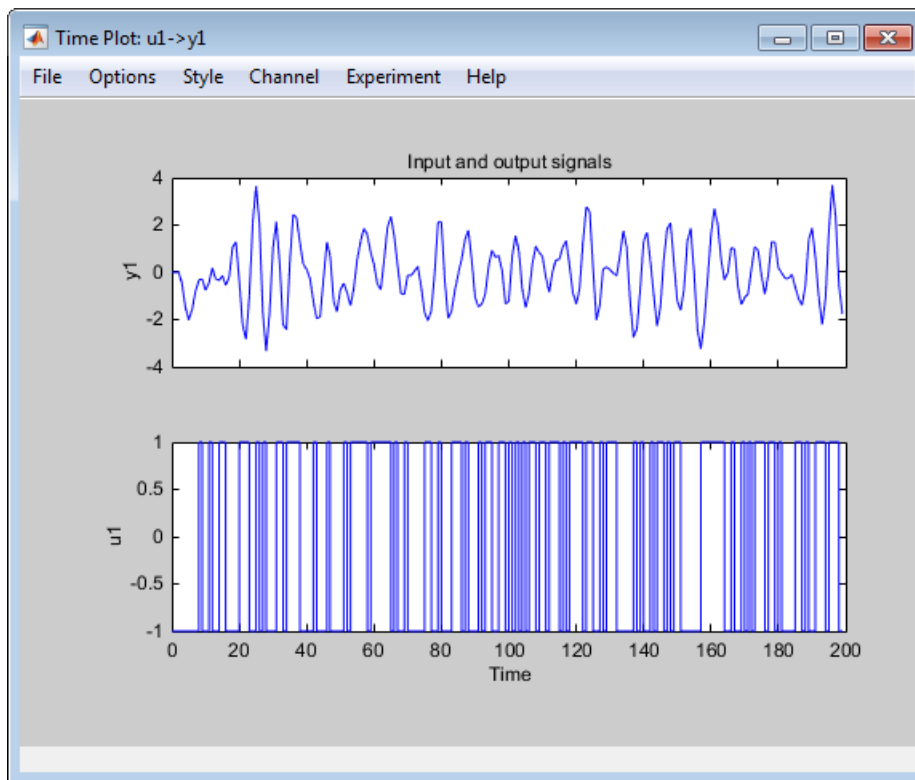 Time Plot: u1->y1
File Options Style Channel Experiment Help
Input and output signals
4
2
0
-2
-4
y1
1
0.5
0
-0.5
-1
u1
0 20 40 60 80 100 120 140 160 180 200
Time